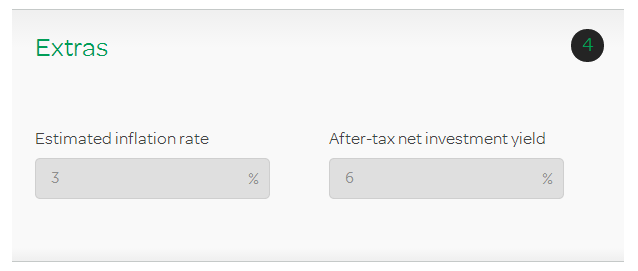 Extras
4
Estimated inflation rate
After-tax net investment yield
3 %
6 %